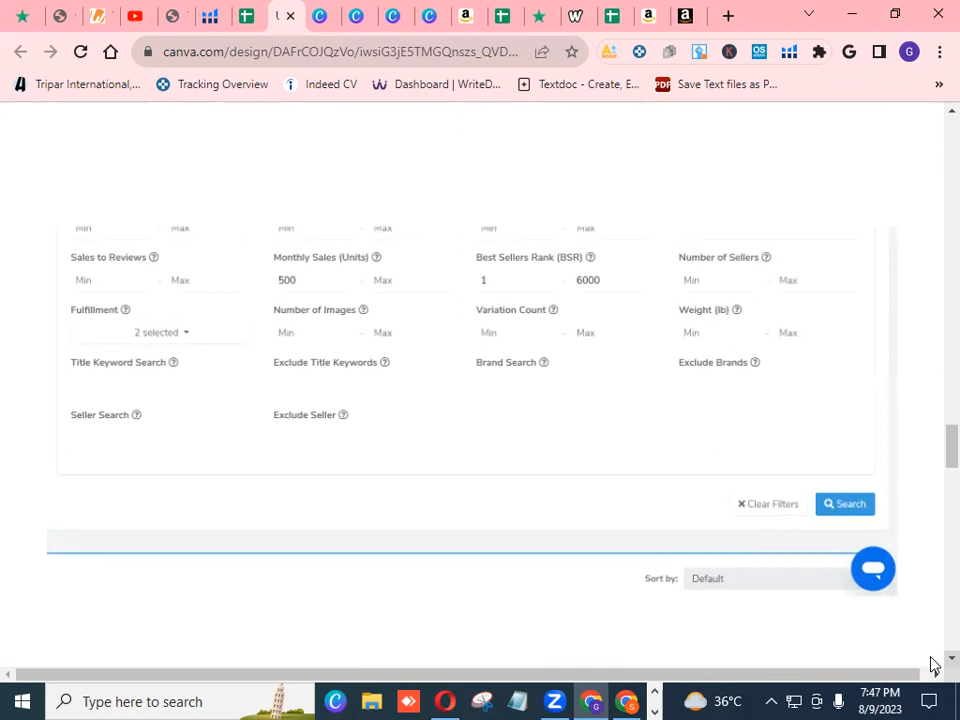 U
W
a
a
a
canva.com/design/DAFrCOJQzVo/iwsiG3jE5TMGQnszs_QVD...
OS
K
G
G
Tripar International,...
Tracking Overview
Indeed CV
Dashboard | WriteD...
Textdoc - Create, E...
PDF
Save Text files as P...
»
Min - Max
Min - Max
Min - Max
Sales to Reviews ?
Monthly Sales (Units) ?
Best Sellers Rank (BSR) ?
Number of Sellers ?
Min - Max
500 - Max
1 - 6000
Min - Max
Fulfillment ?
Number of Images ?
Variation Count ?
Weight (lb) ?
2 selected
Min - Max
Min - Max
Min - Max
Title Keyword Search ?
Exclude Title Keywords ?
Brand Search ?
Exclude Brands ?
Seller Search ?
Exclude Seller ?
Clear Filters
Search
Sort by:
Default
Type here to search
G
S
36°C
7:47 PM
8/9/2023